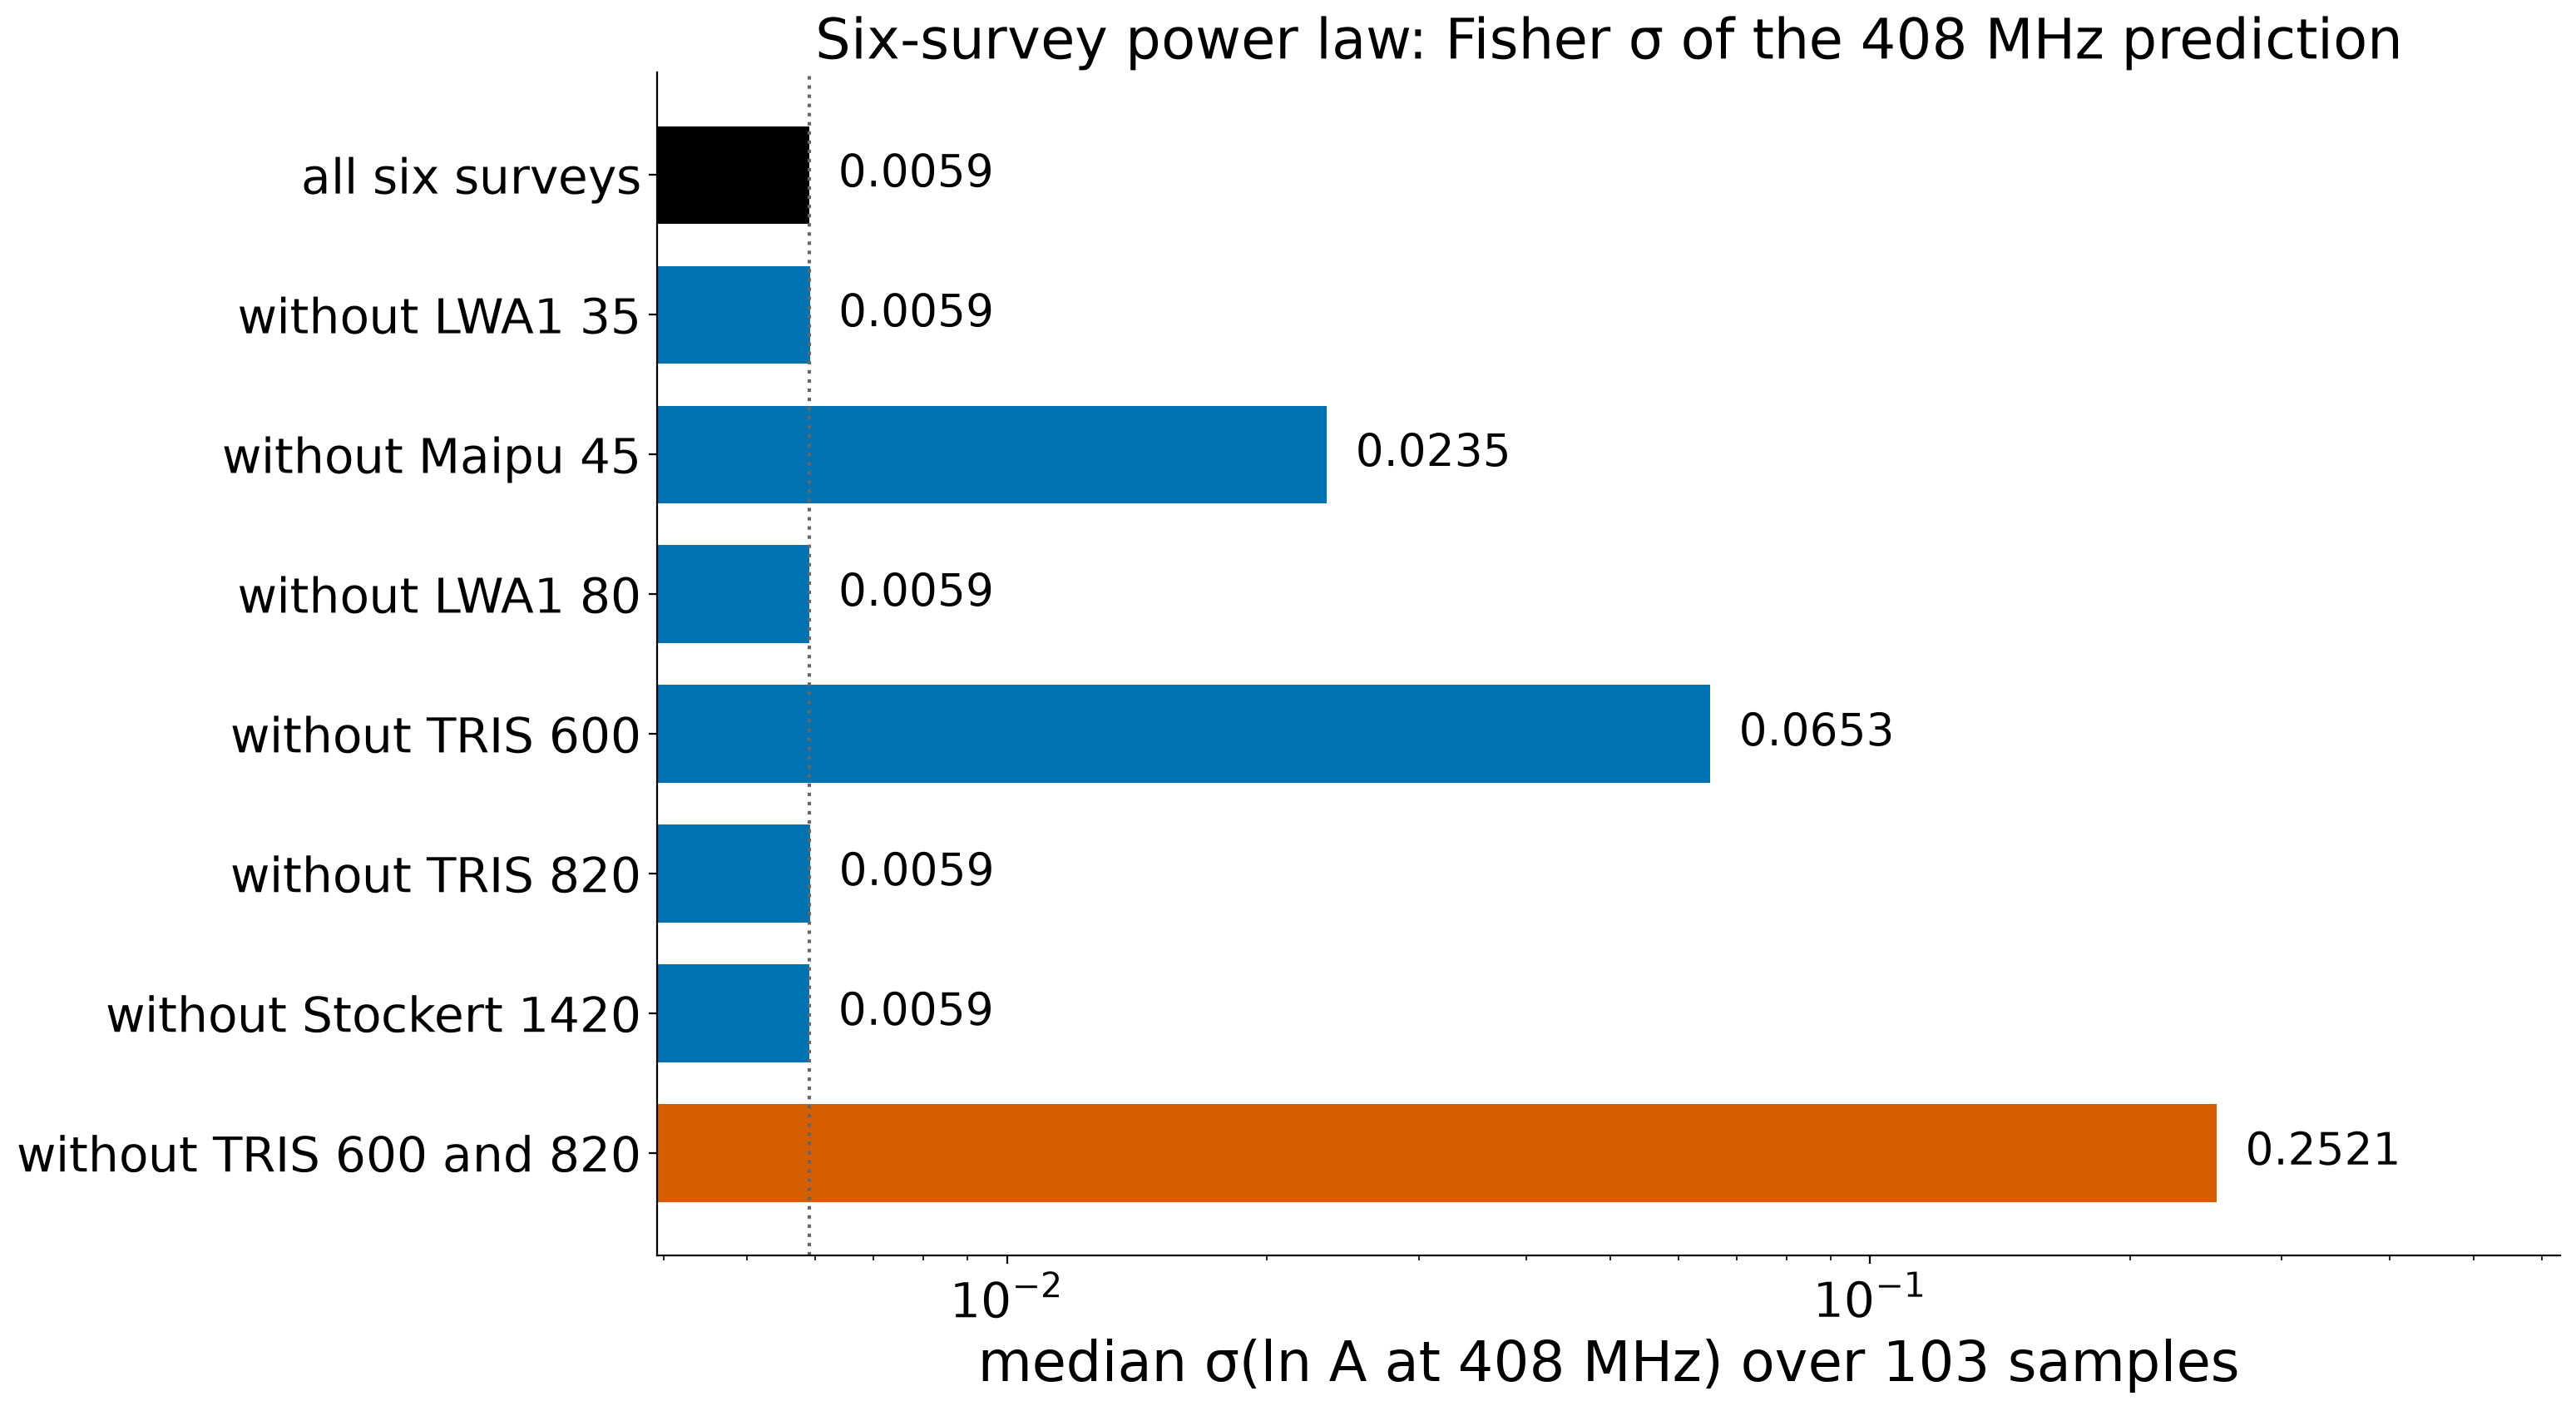 Six-survey power law: Fisher σ of the 408 MHz prediction
all six surveys 0.0059
without LWA1 35 0.0059
without Maipu 45 0.0235
without LWA1 80 0.0059
without TRIS 600 0.0653
without TRIS 820 0.0059
without Stockert 1420 0.0059
without TRIS 600 and 820 0.2521
10⁻² 10⁻¹
median σ(ln A at 408 MHz) over 103 samples